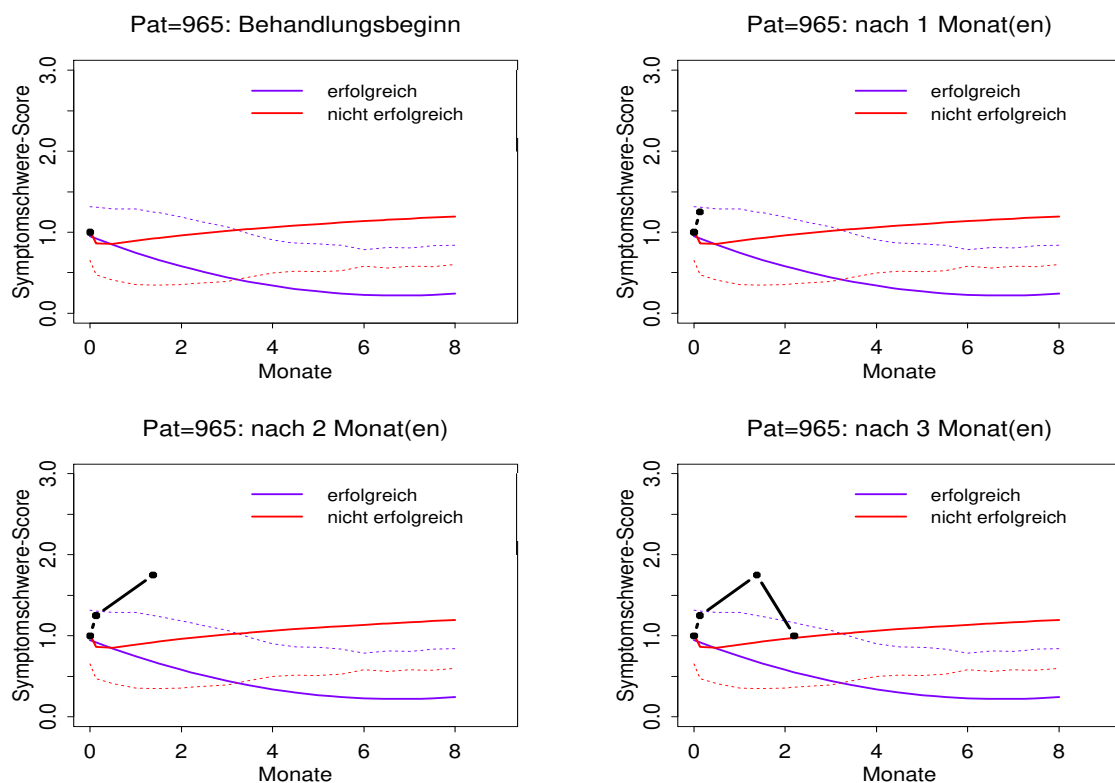 Pat=965: Behandlungsbeginn
Symptomschwere-Score
3.0
2.0
1.0
0.0
erfolgreich
nicht erfolgreich
0 2 4 6 8
Monate
Pat=965: nach 1 Monat(en)
Symptomschwere-Score
3.0
2.0
1.0
0.0
erfolgreich
nicht erfolgreich
0 2 4 6 8
Monate
Pat=965: nach 2 Monat(en)
Symptomschwere-Score
3.0
2.0
1.0
0.0
erfolgreich
nicht erfolgreich
0 2 4 6 8
Monate
Pat=965: nach 3 Monat(en)
Symptomschwere-Score
3.0
2.0
1.0
0.0
erfolgreich
nicht erfolgreich
0 2 4 6 8
Monate